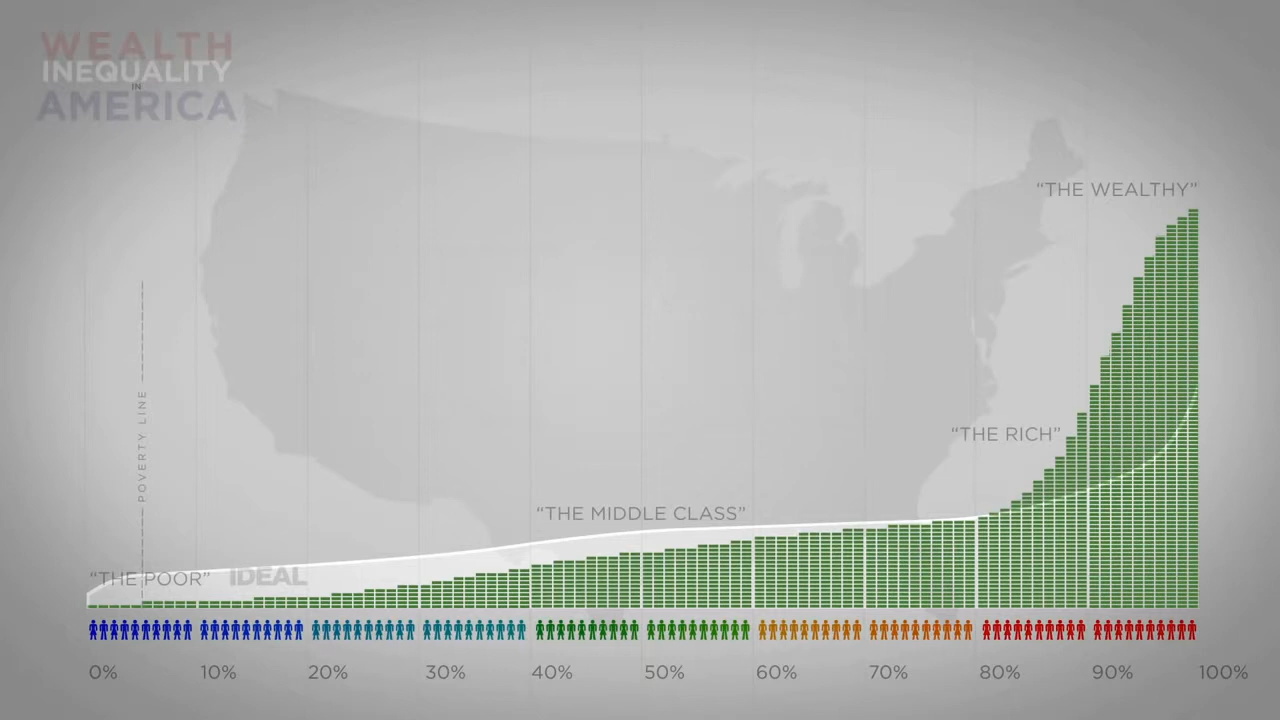 WEALTH
INEQUALITY
IN
AMERICA
“THE WEALTHY”
“THE RICH”
POVERTY LINE
“THE MIDDLE CLASS”
“THE POOR” IDEAL
0% 10% 20% 30% 40% 50% 60% 70% 80% 90% 100%